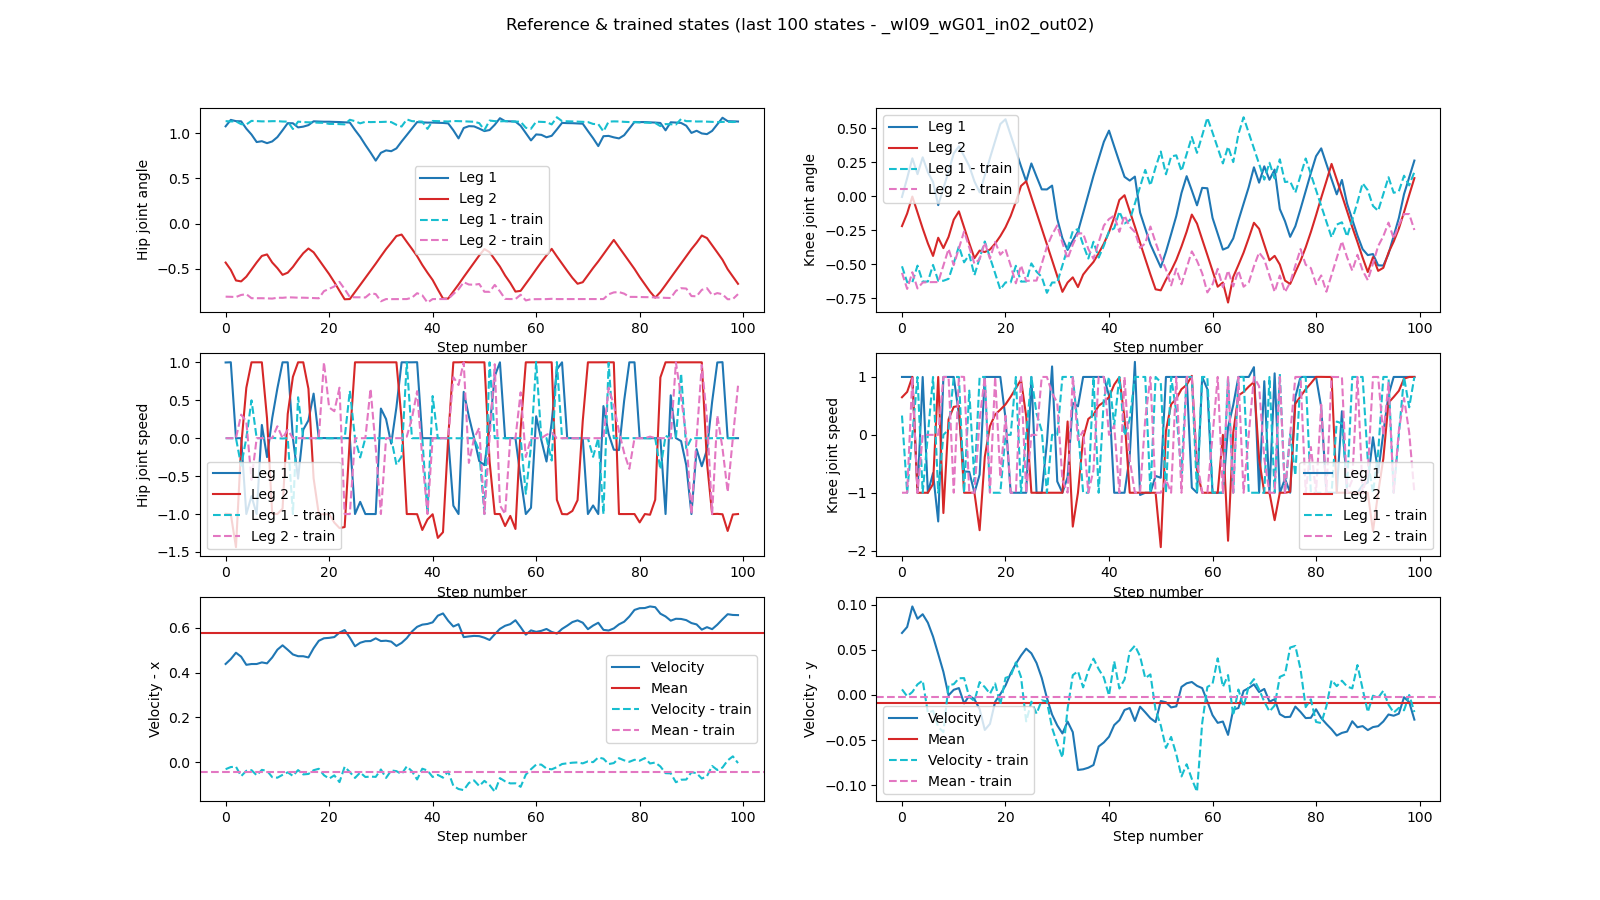 Reference & trained states (last 100 states - _wI09_wG01_in02_out02)
Hip joint angle
1.0
0.5
0.0
−0.5
0 20 40 60 80 100
Step number
Leg 1
Leg 2
Leg 1 - train
Leg 2 - train
Knee joint angle
0.50
0.25
0.00
−0.25
−0.50
−0.75
0 20 40 60 80 100
Step number
Leg 1
Leg 2
Leg 1 - train
Leg 2 - train
Hip joint speed
1.0
0.5
0.0
−0.5
−1.0
−1.5
0 20 40 60 80 100
Step number
Leg 1
Leg 2
Leg 1 - train
Leg 2 - train
Knee joint speed
1
0
−1
−2
0 20 40 60 80 100
Step number
Leg 1
Leg 2
Leg 1 - train
Leg 2 - train
Velocity - x
0.6
0.4
0.2
0.0
0 20 40 60 80 100
Step number
Velocity
Mean
Velocity - train
Mean - train
Velocity - y
0.10
0.05
0.00
−0.05
−0.10
0 20 40 60 80 100
Step number
Velocity
Mean
Velocity - train
Mean - train